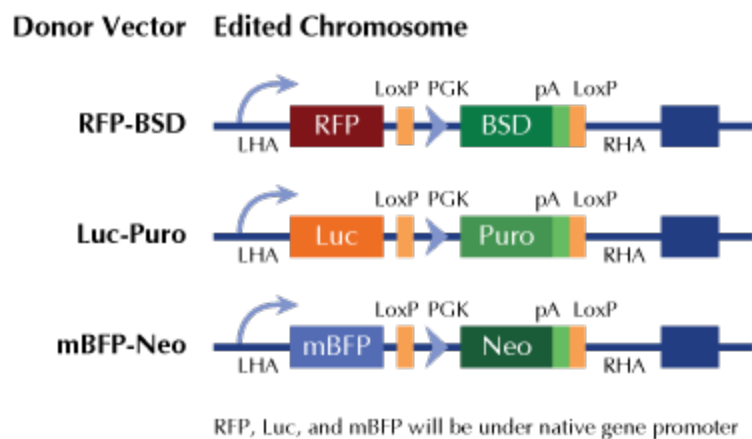 Donor Vector Edited Chromosome
LoxP PGK pA LoxP
RFP-BSD RFP BSD
LHA RHA
LoxP PGK pA LoxP
Luc-Puro Luc Puro
LHA RHA
LoxP PGK pA LoxP
mBFP-Neo mBFP Neo
LHA RHA
RFP, Luc, and mBFP will be under native gene promoter